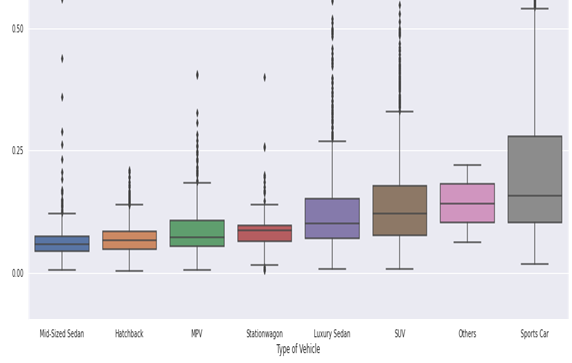 0.50
0.25
0.00
Mid-Sized Sedan Hatchback MPV Stationwagon Luxury Sedan SUV Others Sports Car
Type of Vehicle